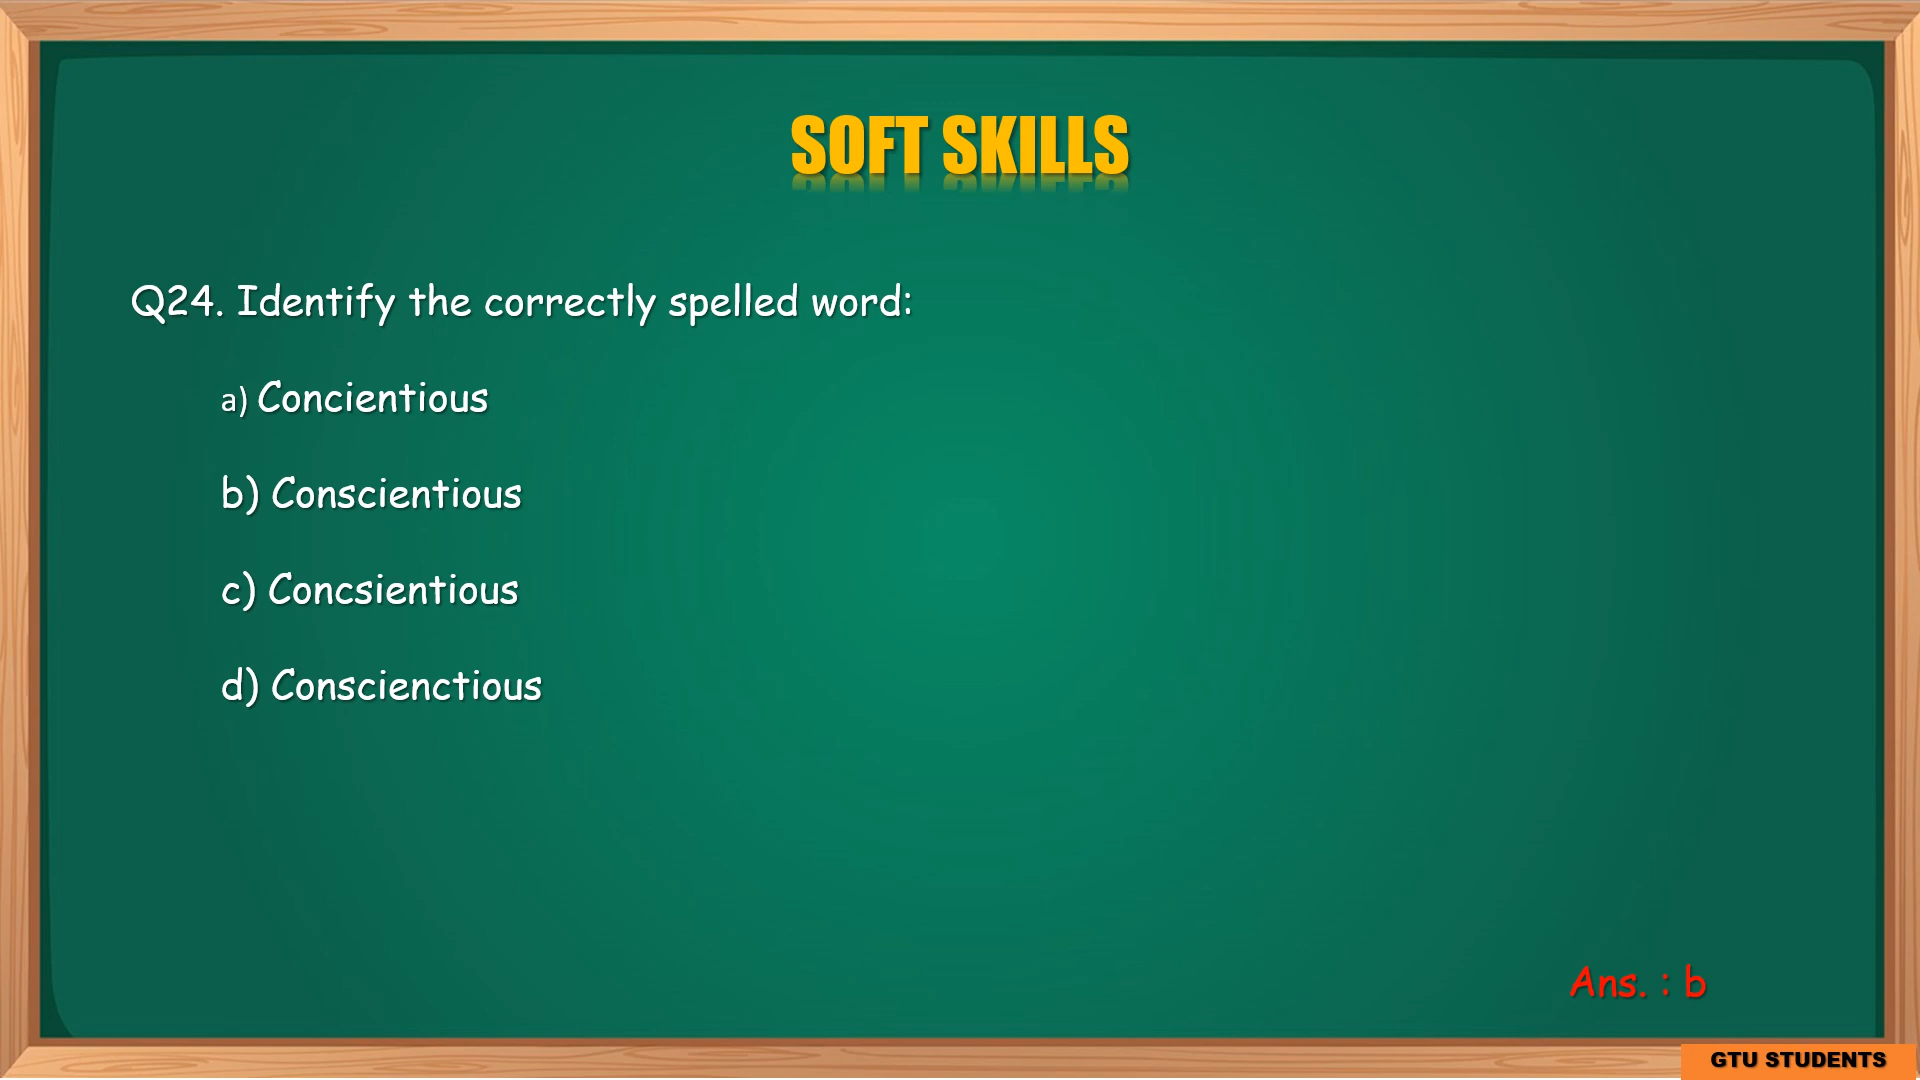 SOFT SKILLS
Q24. Identify the correctly spelled word:
a) Concientious
b) Conscientious
c) Concsientious
d) Conscienctious
Ans. : b
GTU STUDENTS